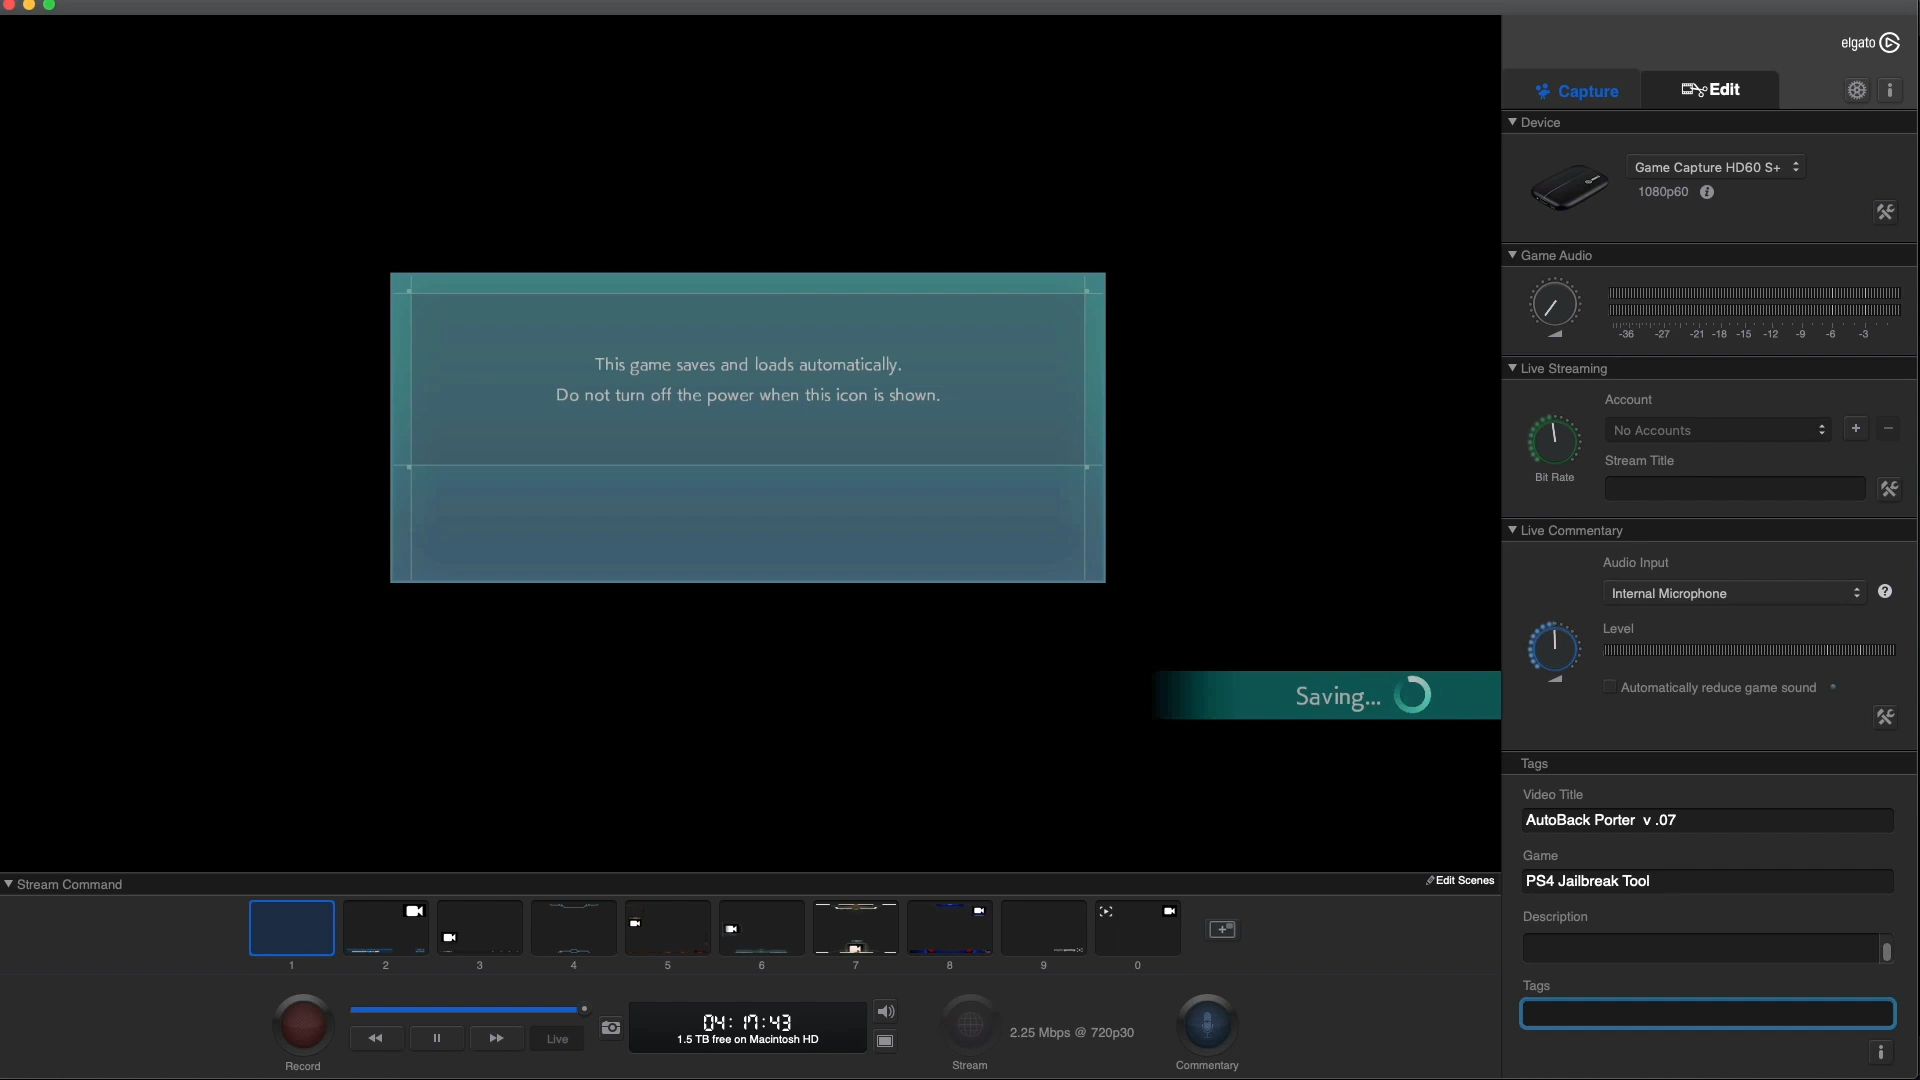 elgato
Capture
Edit
Device
Game Capture HD60 S+
1080p60
Game Audio
-36 -27 -21 -18 -15 -12 -9 -6 -3
Live Streaming
Account
No Accounts
Stream Title
Bit Rate
Live Commentary
Audio Input
Internal Microphone
Level
Automatically reduce game sound
Tags
Video Title
AutoBack Porter v .07
Game
PS4 Jailbreak Tool
Description
Tags
This game saves and loads automatically.
Do not turn off the power when this icon is shown.
Saving...
Stream Command
Edit Scenes
1 2 3 4 5 6 7 8 9 0
04:17:43
1.5 TB free on Macintosh HD
Live
2.25 Mbps @ 720p30
Record
Stream
Commentary